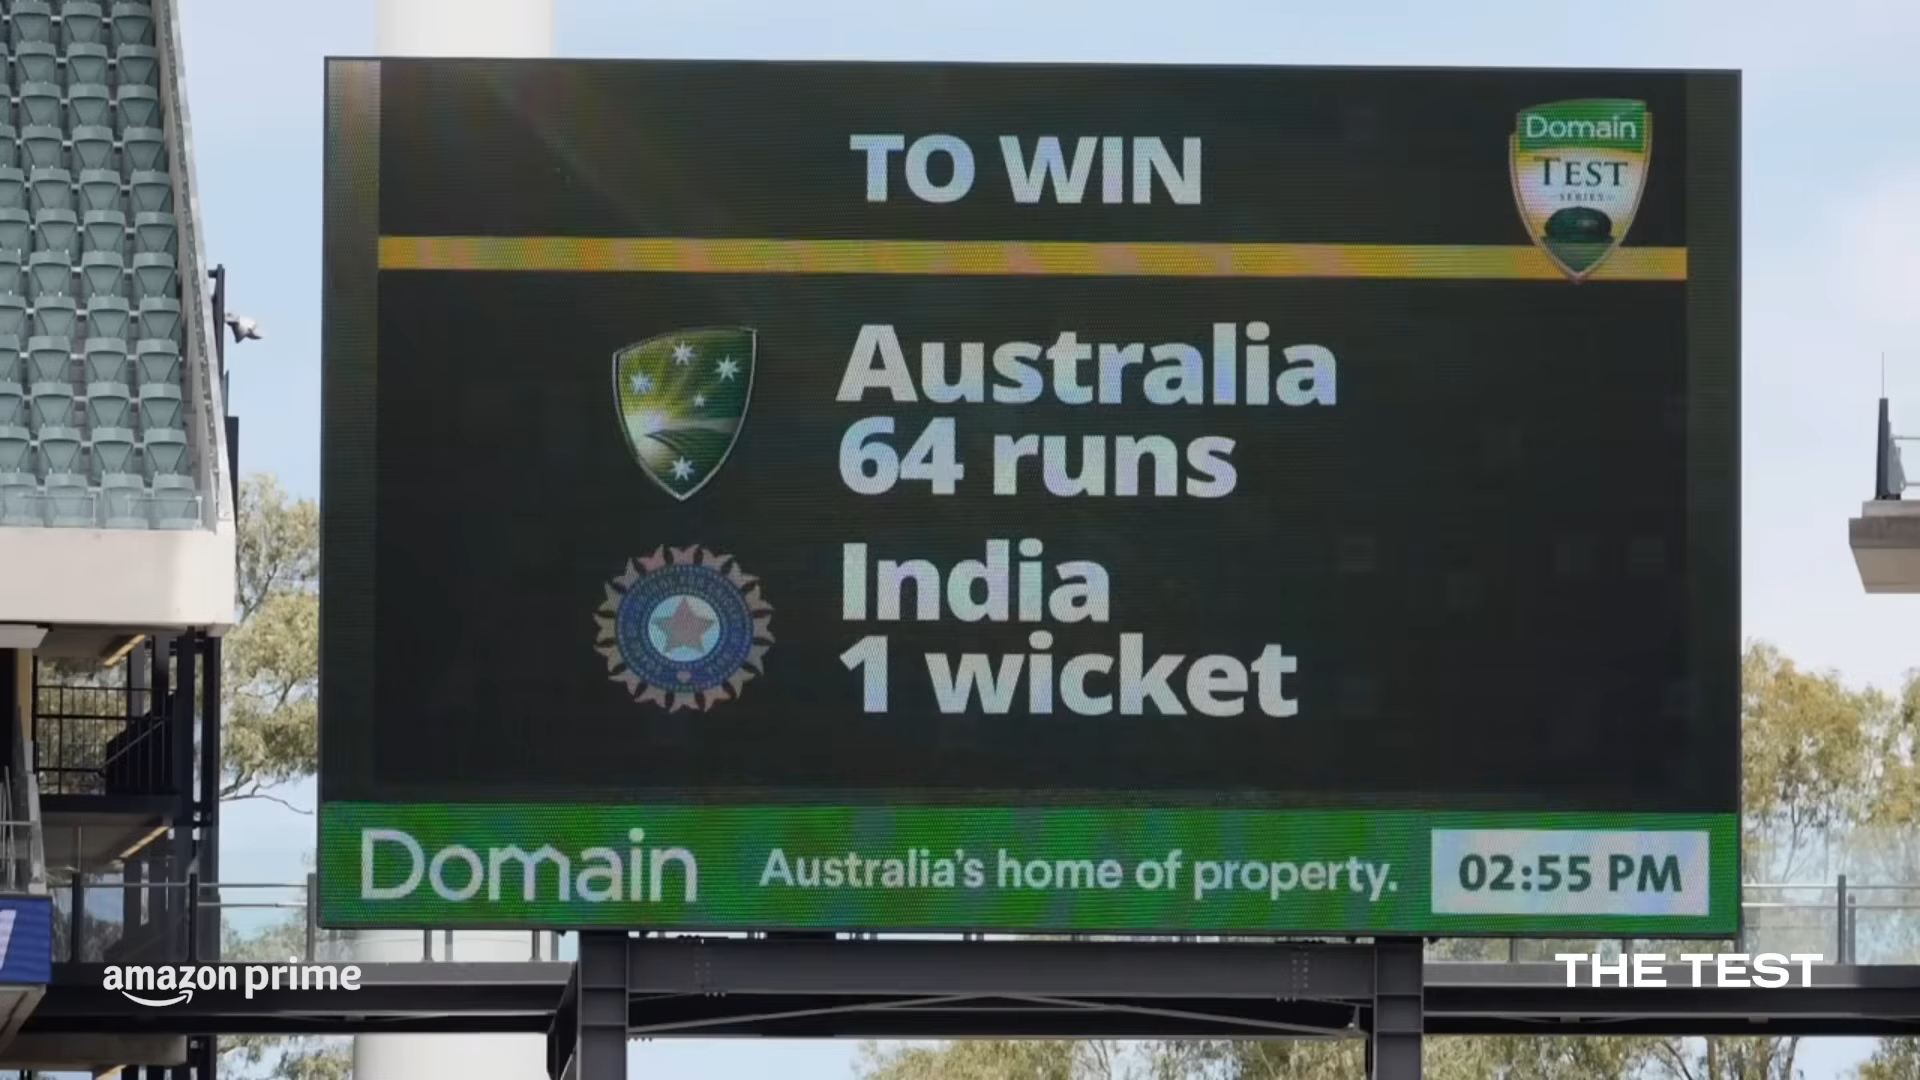 TO WIN
Domain
TEST
SERIES
Australia
64 runs
India
1 wicket
Domain
Australia's home of property.
02:55 PM
amazon prime
THE TEST